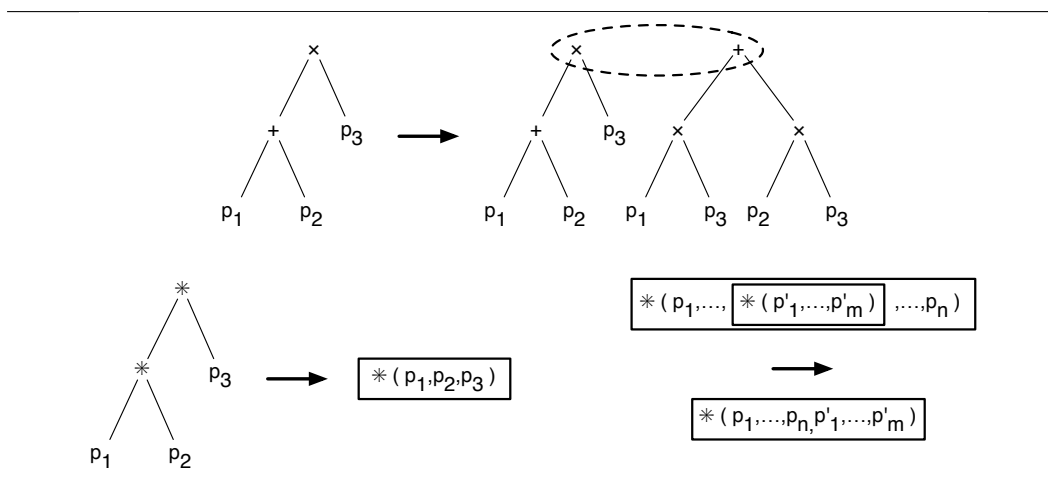 × × +
+ p3 + p3 × ×
p1 p2 p1 p2 p1 p3 p2 p3
✳ ✳ ( p1,..., ✳ ( p'1,...,p'm ) ,...,pn )
✳ p3 ✳ ( p1,p2,p3 )
✳ ( p1,...,pn,p'1,...,p'm )
p1 p2